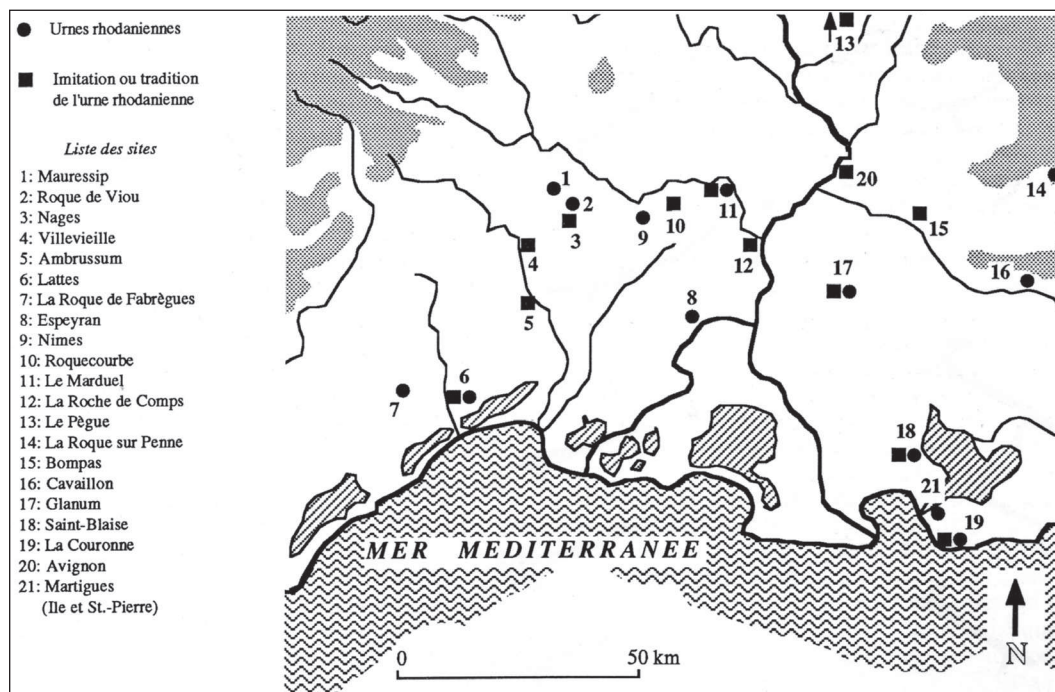 Urnes rhodaniennes
Imitation ou tradition
de l'urne rhodanienne
Liste des sites
1: Mauressip
2: Roque de Viou
3: Nages
4: Villevieille
5: Ambrussum
6: Lattes
7: La Roque de Fabrègues
8: Espeyran
9: Nimes
10: Roquecourbe
11: Le Marduel
12: La Roche de Comps
13: Le Pègue
14: La Roque sur Penne
15: Bompas
16: Cavaillon
17: Glanum
18: Saint-Blaise
19: La Couronne
20: Avignon
21: Martigues
(Ile et St.-Pierre)
13
20
14
1
2
3
9
10
11
15
4
12
16
17
5
8
6
7
18
21
19
MER MEDITERRANEE
0 50 km
N